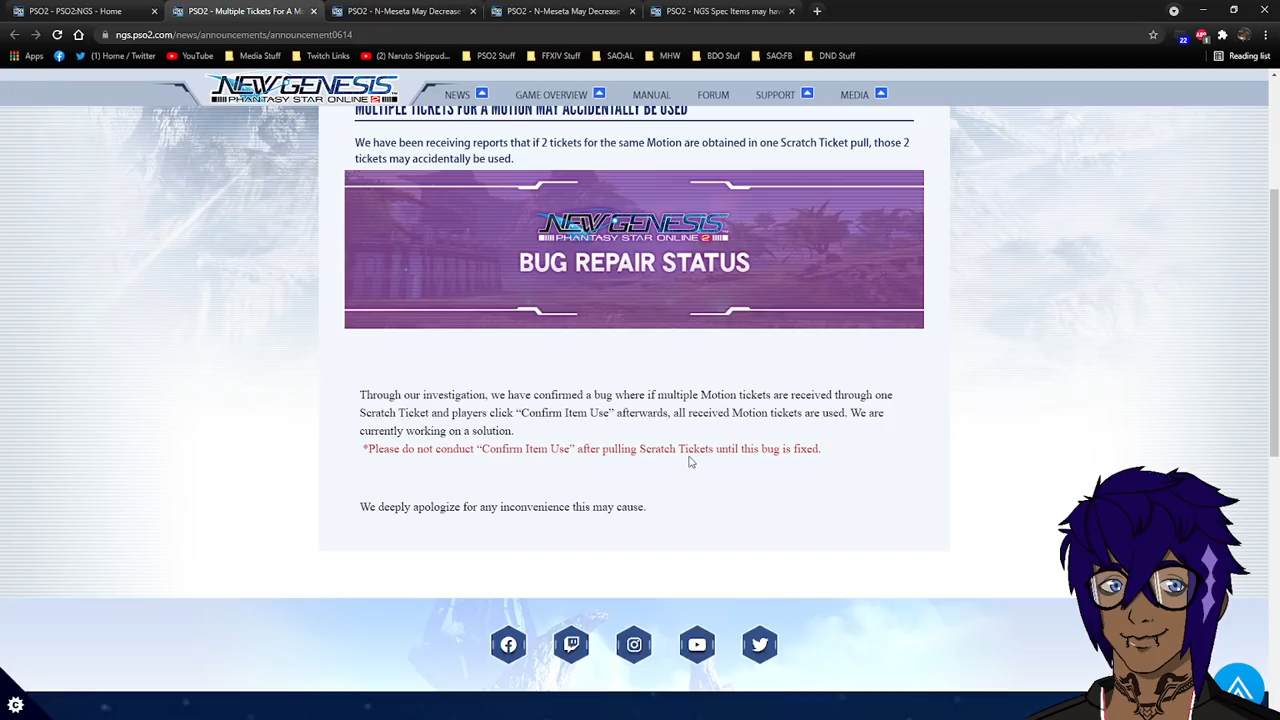 PSO2 - PSO2:NGS - Home
PSO2 - Multiple Tickets For A M
PSO2 - N-Meseta May Decrease
PSO2 - N-Meseta May Decrease
PSO2 - NGS Spec Items may hav
ngs.pso2.com/news/announcements/announcement0614
22
Apps
(1) Home / Twitter
YouTube
Media Stuff
Twitch Links
(2) Naruto Shippud...
PSO2 Stuff
FFXIV Stuff
SAO:AL
MHW
BDO Stuf
SAO:FB
DND Stuff
Reading list
NEW GENESIS
PHANTASY STAR ONLINE 2
NEWS
GAME OVERVIEW
MANUAL
FORUM
SUPPORT
MEDIA
MULTIPLE TICKETS FOR A MOTION MAY ACCIDENTALLY BE USED
We have been receiving reports that if 2 tickets for the same Motion are obtained in one Scratch Ticket pull, those 2
tickets may accidentally be used.
NEW GENESIS
PHANTASY STAR ONLINE 2
BUG REPAIR STATUS
Through our investigation, we have confirmed a bug where if multiple Motion tickets are received through one
Scratch Ticket and players click “Confirm Item Use” afterwards, all received Motion tickets are used. We are
currently working on a solution.
*Please do not conduct “Confirm Item Use” after pulling Scratch Tickets until this bug is fixed.
We deeply apologize for any inconvenience this may cause.